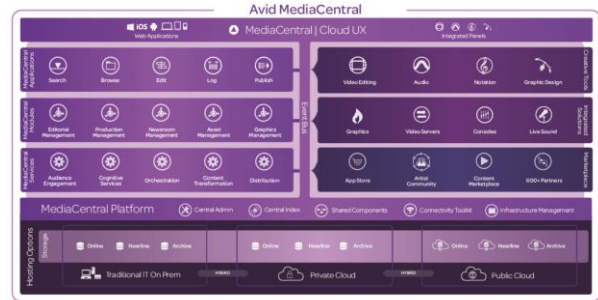 Avid MediaCentral
iOS
Web Applications
MediaCentral | Cloud UX
Integrated Panels
MediaCentral Applications
Search
Browse
Edit
Log
Publish
Video Editing
Audio
Notation
Graphic Design
Creative Tools
MediaCentral Modules
Editorial Management
Production Management
Newsroom Management
Asset Management
Graphics Management
Event Bus
Graphics
Video Servers
Consoles
Live Sound
Integrated Solutions
MediaCentral Services
Audience Engagement
Cognitive Services
Orchestration
Content Transformation
Distribution
App Store
Artist Community
Content Marketplace
600+ Partners
Marketplace
MediaCentral Platform
Central Admin
Central Index
Shared Components
Connectivity Toolkit
Infrastructure Management
Hosting Options
Storage
Online
Nearline
Archive
Online
Nearline
Archive
Online
Nearline
Archive
Traditional IT On Prem
HYBRID
Private Cloud
HYBRID
Public Cloud